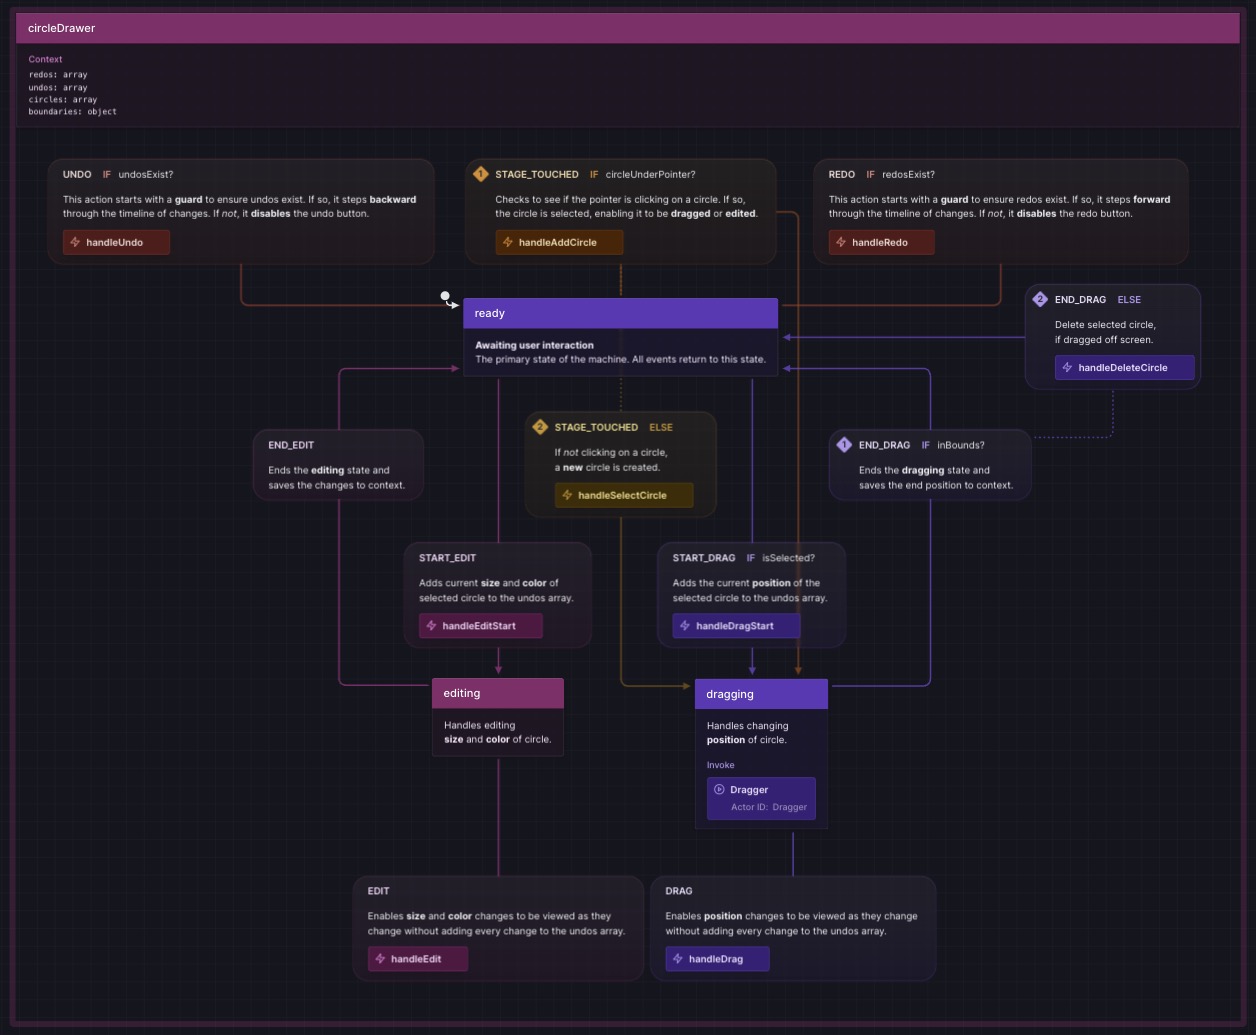 circleDrawer
Context
redos: array
undos: array
circles: array
boundaries: object
UNDO IF undosExist?
This action starts with a guard to ensure undos exist. If so, it steps backward
through the timeline of changes. If not, it disables the undo button.
handleUndo
1 STAGE_TOUCHED IF circleUnderPointer?
Checks to see if the pointer is clicking on a circle. If so,
the circle is selected, enabling it to be dragged or edited.
handleAddCircle
REDO IF redosExist?
This action starts with a guard to ensure redos exist. If so, it steps forward
through the timeline of changes. If not, it disables the redo button.
handleRedo
ready
Awaiting user interaction
The primary state of the machine. All events return to this state.
2 END_DRAG ELSE
Delete selected circle,
if dragged off screen.
handleDeleteCircle
END_EDIT
Ends the editing state and
saves the changes to context.
2 STAGE_TOUCHED ELSE
If not clicking on a circle,
a new circle is created.
handleSelectCircle
1 END_DRAG IF inBounds?
Ends the dragging state and
saves the end position to context.
START_EDIT
Adds current size and color of
selected circle to the undos array.
handleEditStart
START_DRAG IF isSelected?
Adds the current position of the
selected circle to the undos array.
handleDragStart
editing
Handles editing
size and color of circle.
dragging
Handles changing
position of circle.
Invoke
Dragger
Actor ID: Dragger
EDIT
Enables size and color changes to be viewed as they
change without adding every change to the undos array.
handleEdit
DRAG
Enables position changes to be viewed as they change
without adding every change to the undos array.
handleDrag